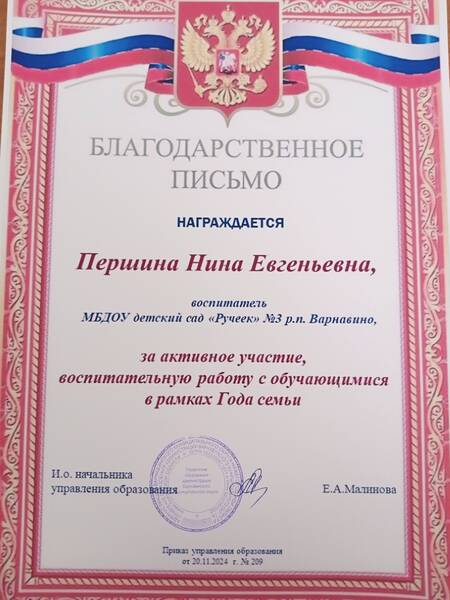 БЛАГОДАРСТВЕННОЕ
ПИСЬМО
НАГРАЖДАЕТСЯ
Першина Нина Евгеньевна,
воспитатель
МБДОУ детский сад «Ручеек» №3 р.п. Варнавино,
за активное участие,
воспитательную работу с обучающимися
в рамках Года семьи
И.о. начальника
управления образования
Е.А.Малинова
Приказ управления образования
от 20.11.2024 г. № 209